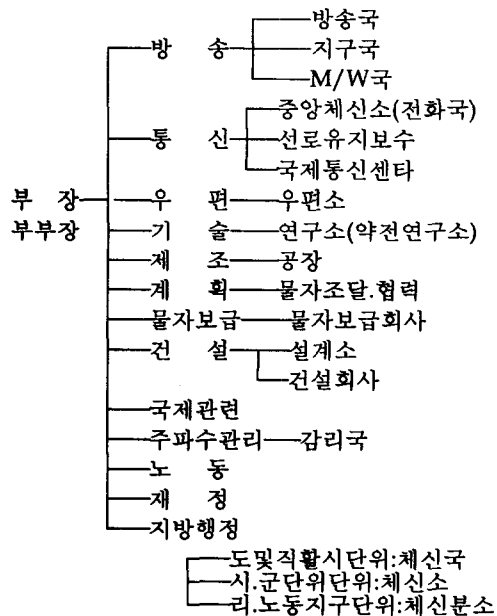 방송국
방 송 지구국
M/W국
중앙체신소(전화국)
통 신 선로유지보수
국제통신센타
부 장 우 편 우편소
부부장 기 술 연구소(약전연구소)
제 조 공장
계 획 물자조달.협력
물자보급 물자보급회사
건 설 설계소
건설회사
국제관련
주파수관리 감리국
노 동
재 정
지방행정
도및직활시단위:체신국
시.군단위단위:체신소
리.노동지구단위:체신분소